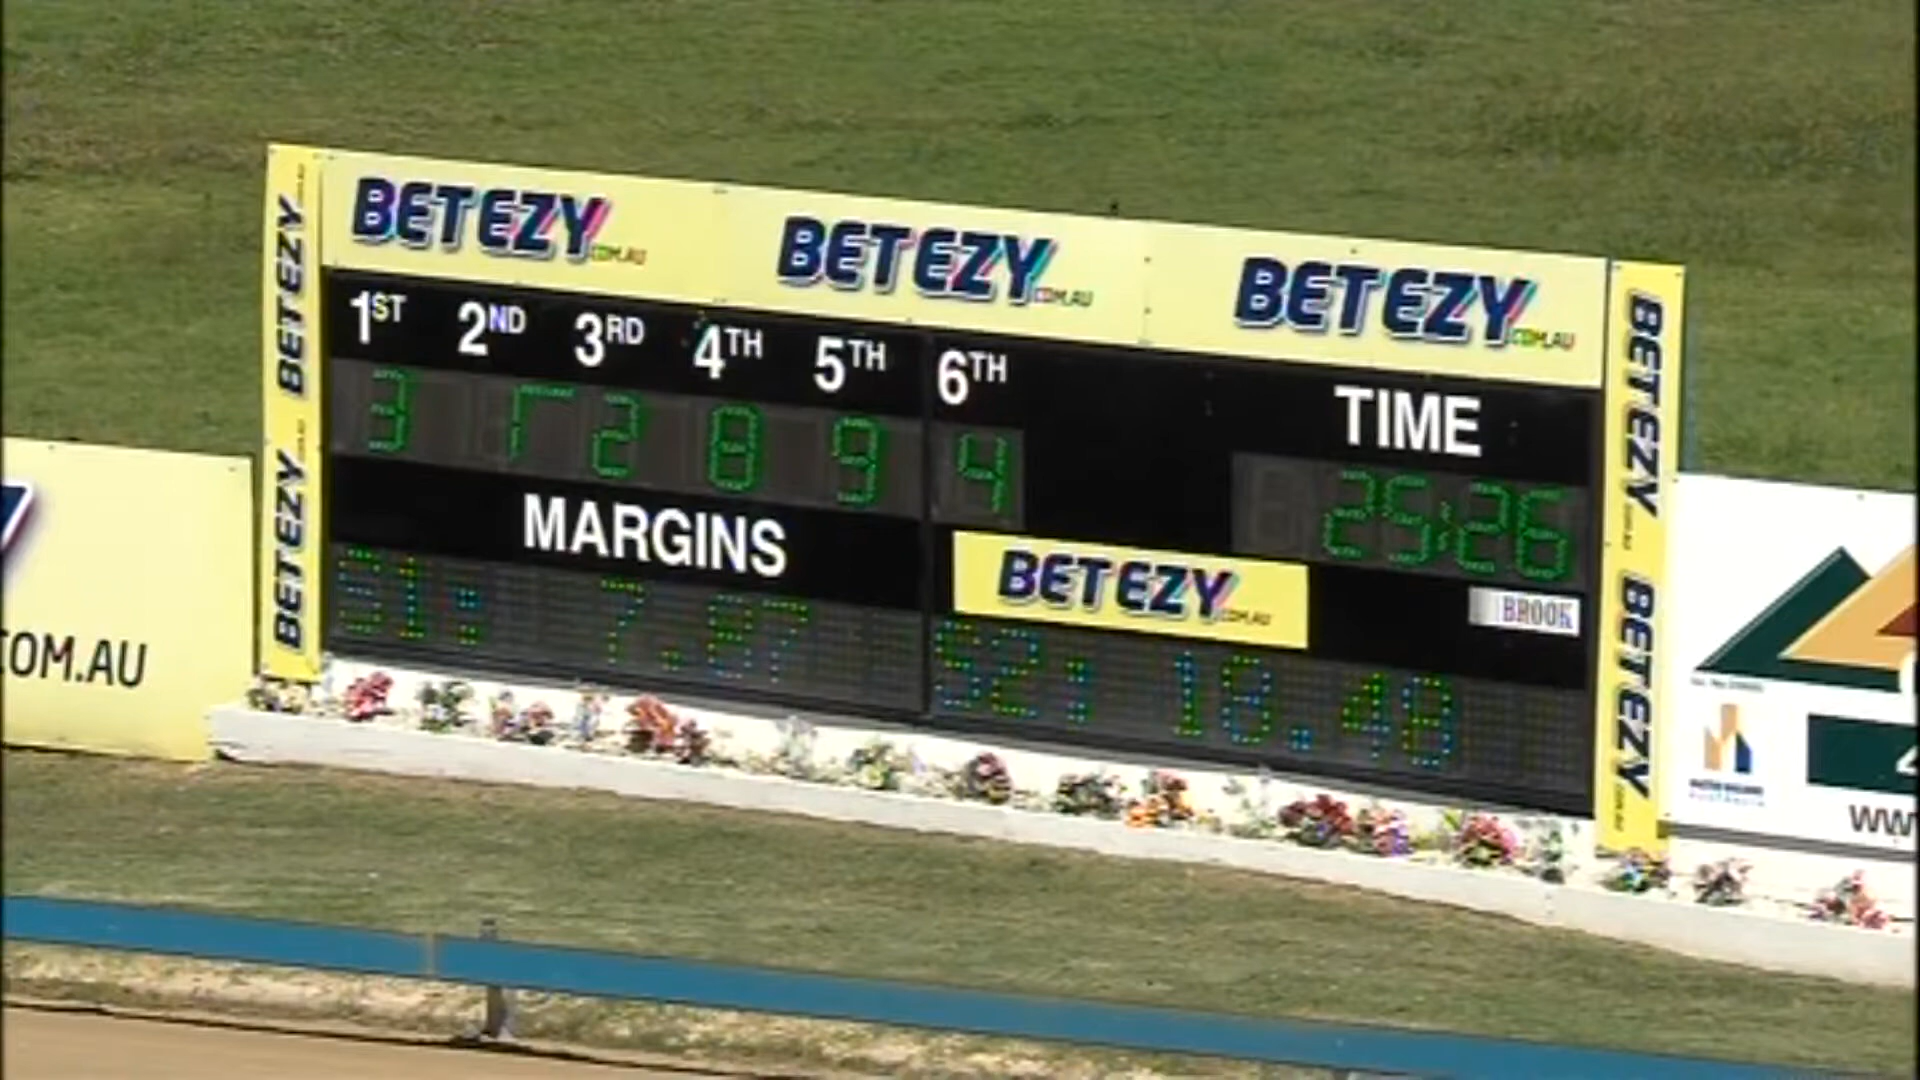 BETEZY.COM.AU BETEZY.COM.AU BETEZY.COM.AU
BETEZY
BETEZY
BETEZY
BETEZY
1ST 2ND 3RD 4TH 5TH 6TH
TIME
3 1 2 8 9 4
25:26
MARGINS
BETEZY.COM.AU
BROOK
S1: 7.87 S2: 18.48
COM.AU
WW